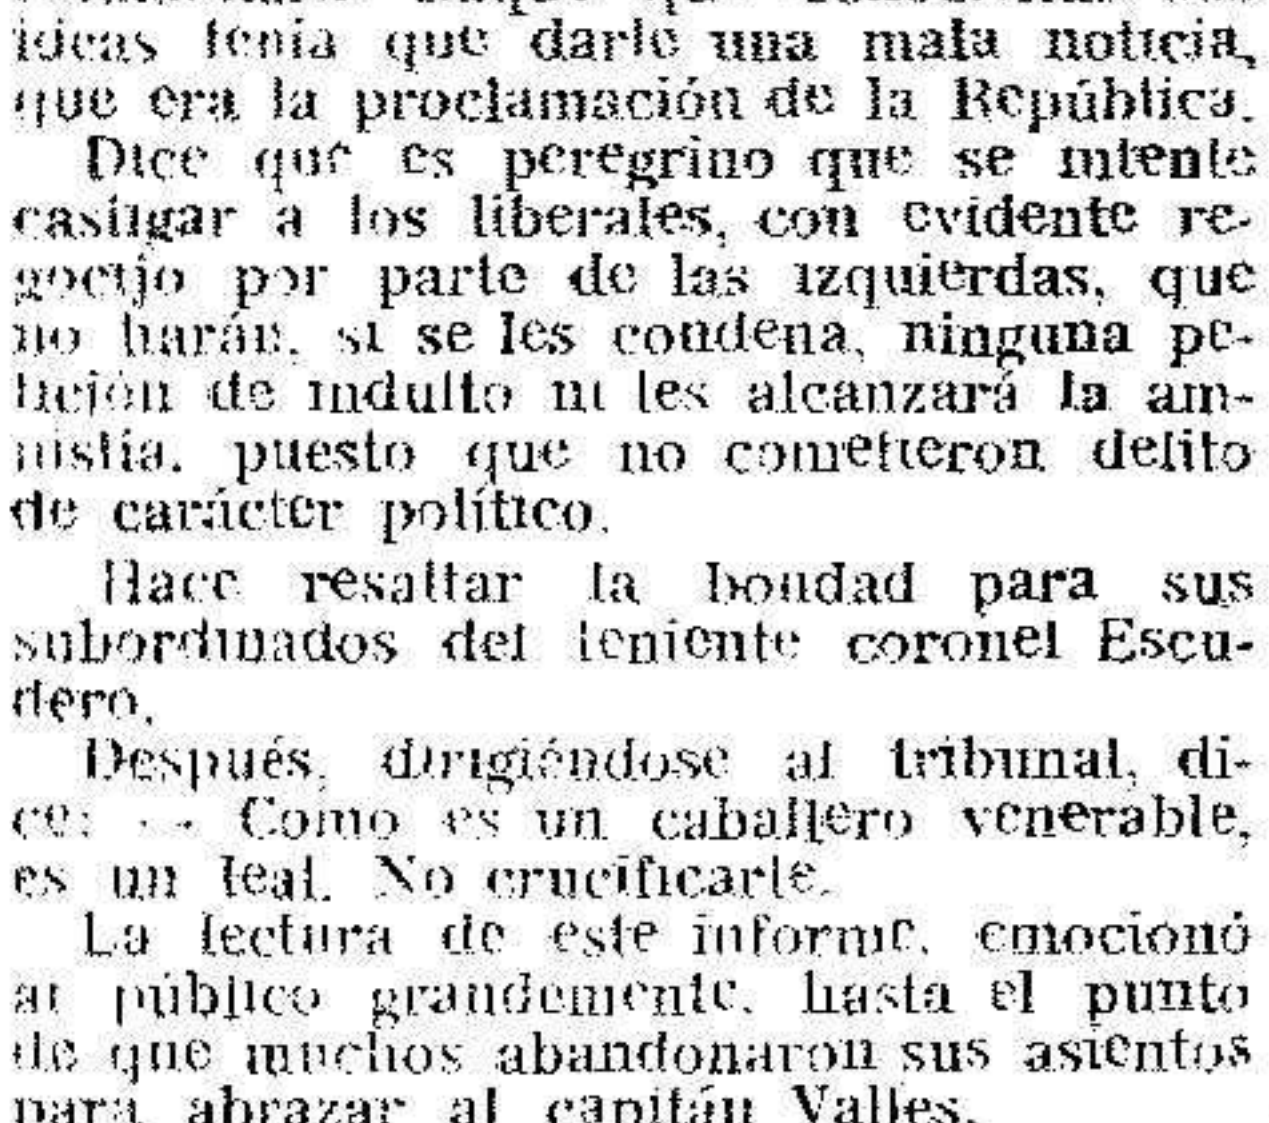 ideas tenía que darle una mala noticia,
que era la proclamación de la República.
Dice que es peregrino que se intente
castigar a los liberales, con evidente re-
gocijo por parte de las izquierdas, que
no harán, si se les condena, ninguna pe-
tición de indulto ni les alcanzará la am-
nistía, puesto que no cometieron delito
de carácter político.
Hace resaltar la bondad para sus
subordinados del teniente coronel Escu-
dero.
Después, dirigiéndose al tribunal, di-
ce: -- Como es un caballero venerable,
es un leal. No crucificarle.
La lectura de este informe, emocionó
al público grandemente, hasta el punto
de que muchos abandonaron sus asientos
para abrazar al capitán Valles.